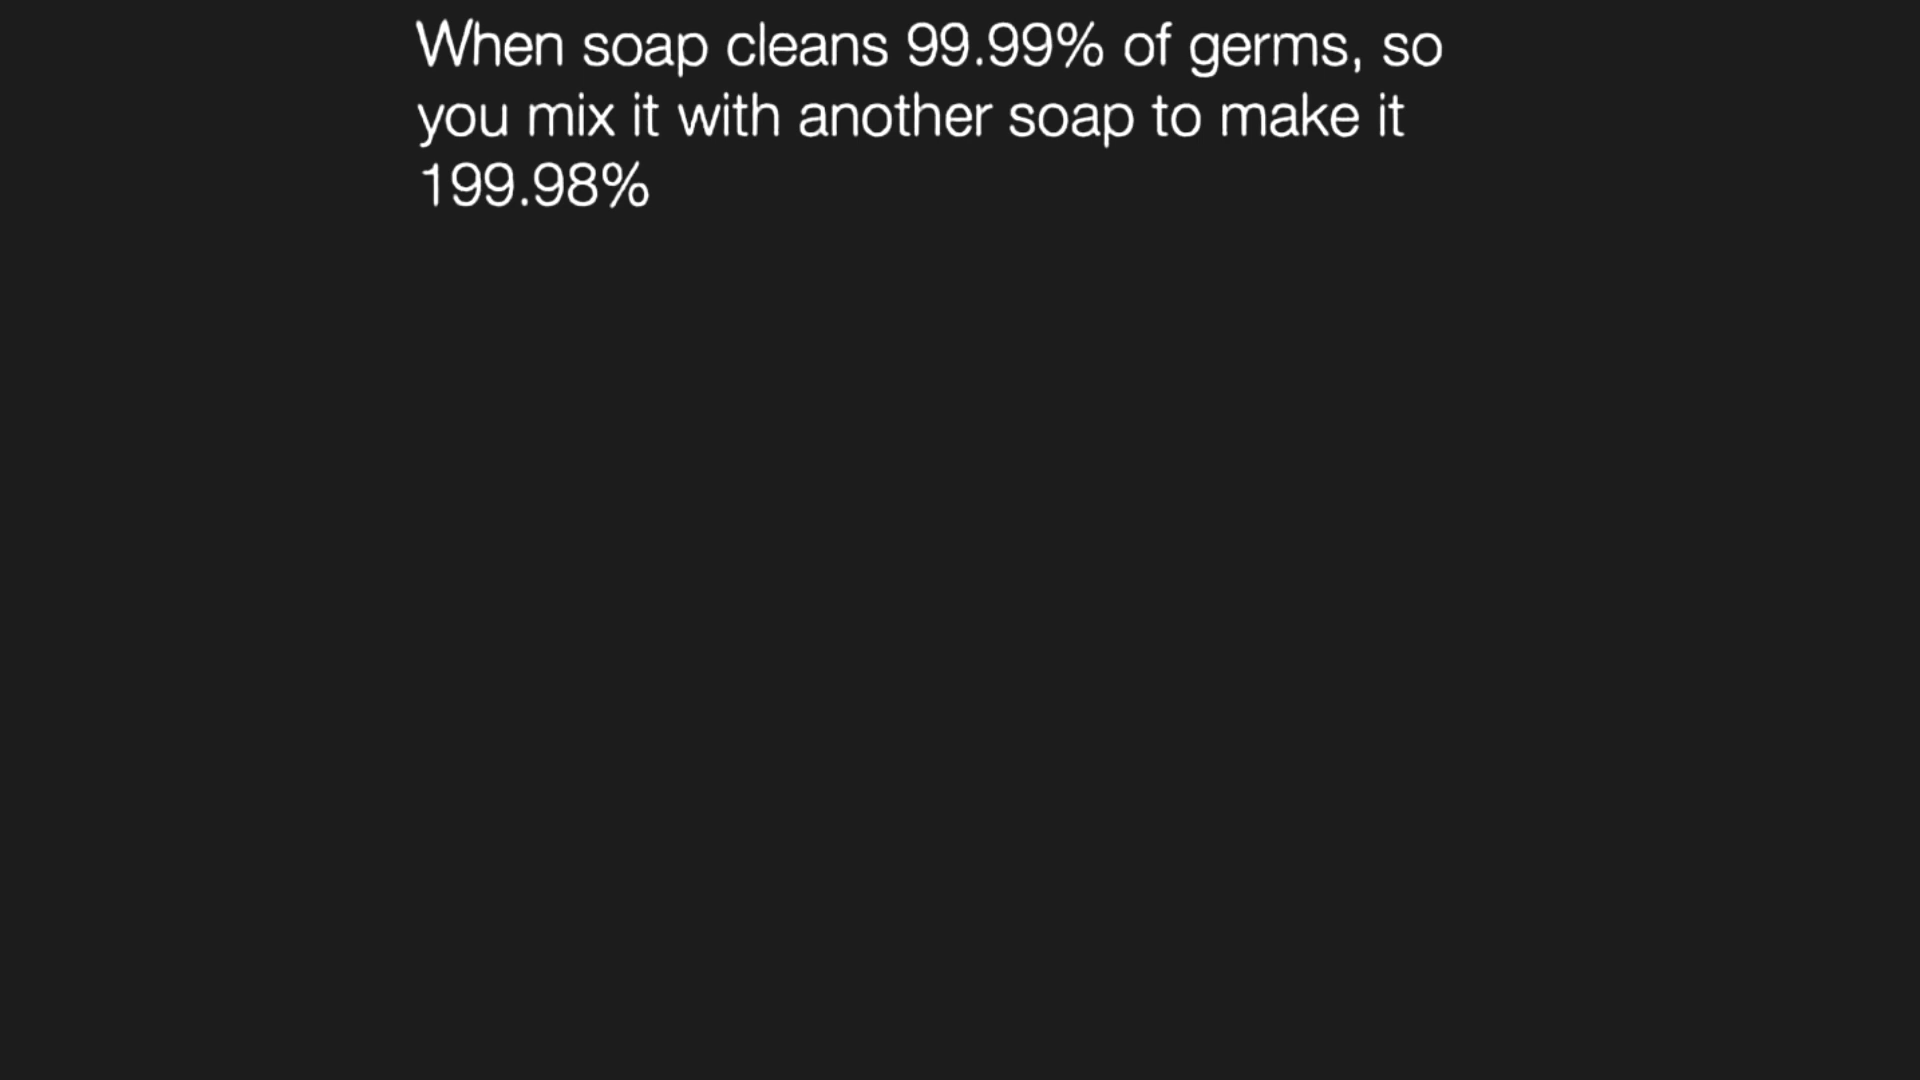 When soap cleans 99.99% of germs, so
you mix it with another soap to make it
199.98%